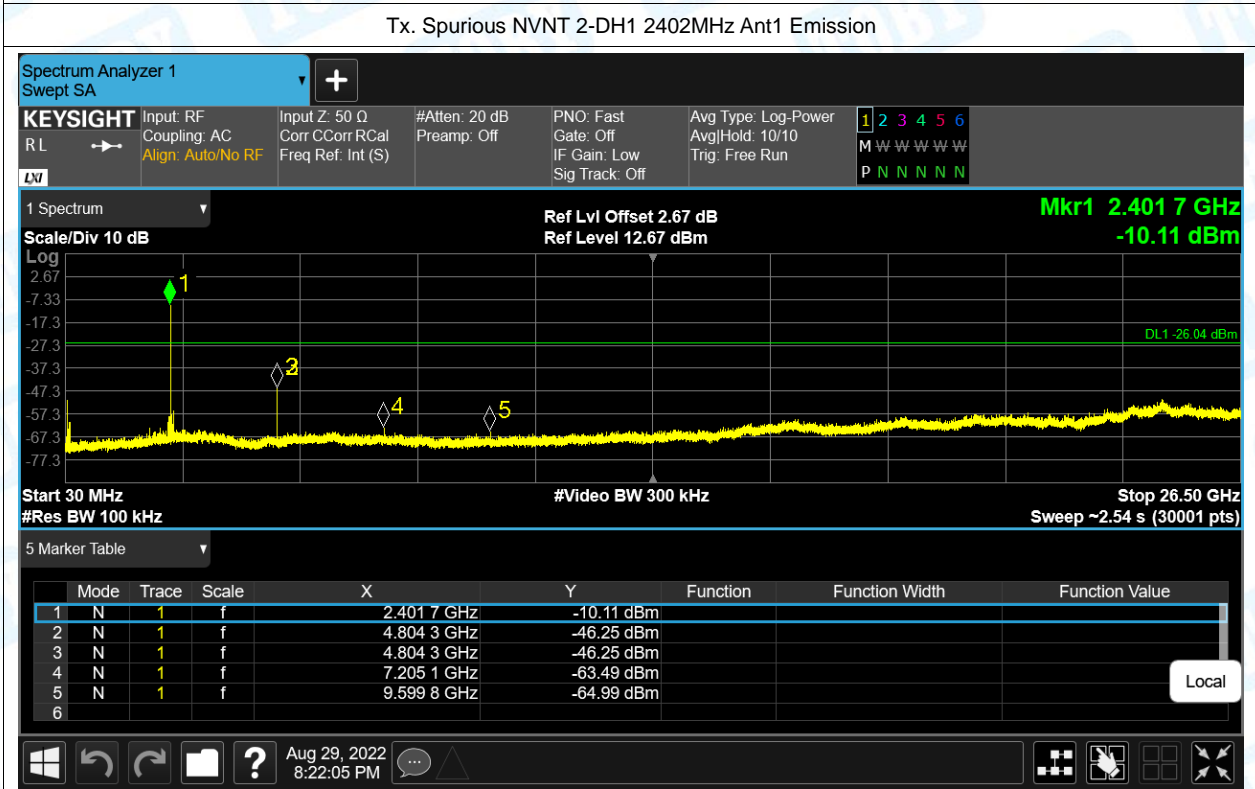 Tx. Spurious NVNT 2-DH1 2402MHz Ant1 Emission
Spectrum Analyzer 1
Swept SA
KEYSIGHT Input: RF Input Z: 50 Ω #Atten: 20 dB PNO: Fast Avg Type: Log-Power 1 2 3 4 5 6
R L Coupling: AC Corr CCorr RCal Preamp: Off Gate: Off Avg|Hold: 10/10 M W W W W W
Align: Auto/No RF Freq Ref: Int (S) IF Gain: Low Trig: Free Run
LXI Sig Track: Off P N N N N N
1 Spectrum Ref Lvl Offset 2.67 dB Mkr1 2.401 7 GHz
Scale/Div 10 dB Ref Level 12.67 dBm -10.11 dBm
Log
2.67
1
-7.33
-17.3
DL1 -26.04 dBm
-27.3
-37.3
3
-47.3
4 5
-57.3
-67.3
-77.3
Start 30 MHz #Video BW 300 kHz Stop 26.50 GHz
#Res BW 100 kHz Sweep ~2.54 s (30001 pts)
5 Marker Table
Mode Trace Scale X Y Function Function Width Function Value
1 N 1 f 2.401 7 GHz -10.11 dBm
2 N 1 f 4.804 3 GHz -46.25 dBm
3 N 1 f 4.804 3 GHz -46.25 dBm
4 N 1 f 7.205 1 GHz -63.49 dBm
5 N 1 f 9.599 8 GHz -64.99 dBm
6
Local
? Aug 29, 2022
8:22:05 PM